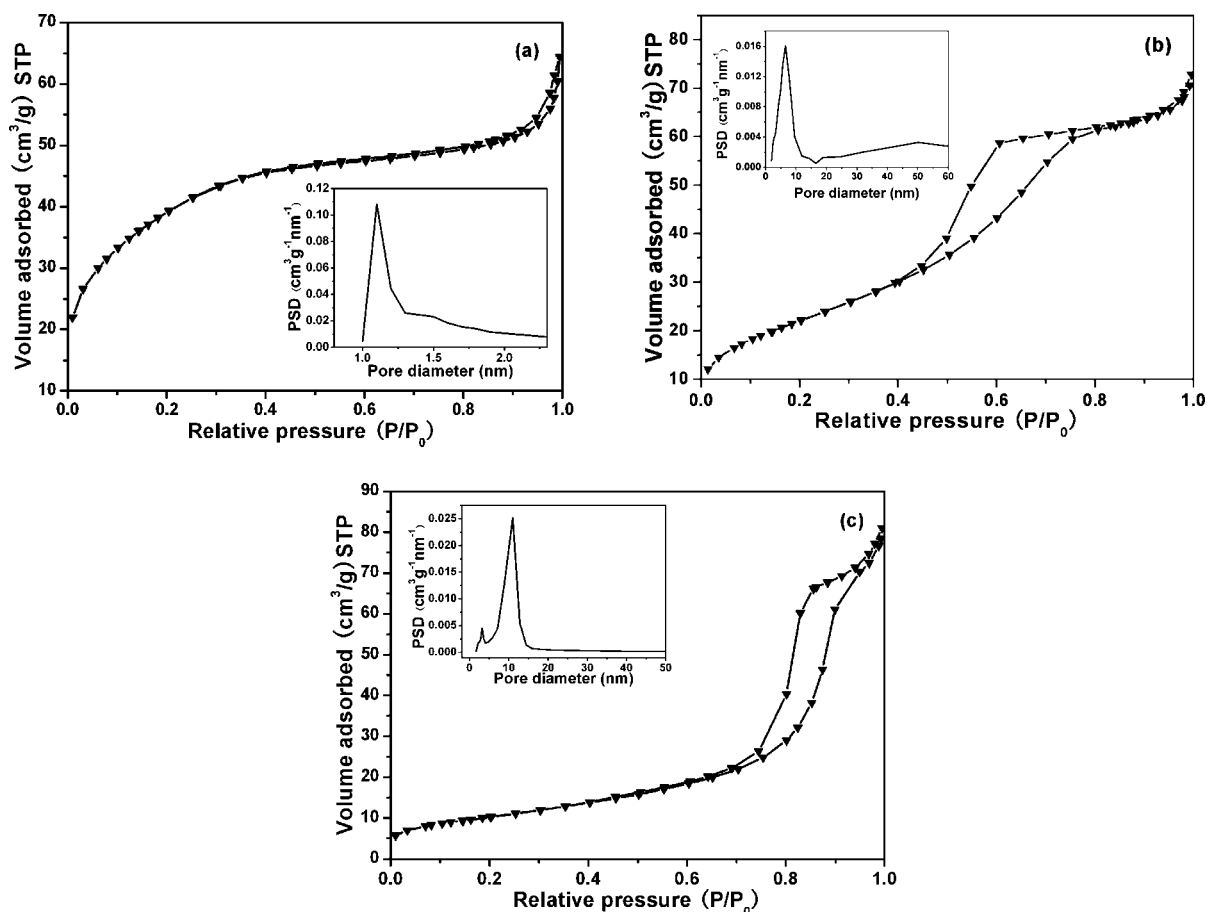 (a)
Volume adsorbed (cm³/g) STP
70
60
50
40
30
20
10
0.0 0.2 0.4 0.6 0.8 1.0
Relative pressure (P/P₀)
PSD (cm³g⁻¹nm⁻¹)
0.12
0.10
0.08
0.06
0.04
0.02
0.00
1.0 1.5 2.0
Pore diameter (nm)
(b)
Volume adsorbed (cm³/g) STP
80
70
60
50
40
30
20
10
0.0 0.2 0.4 0.6 0.8 1.0
Relative pressure (P/P₀)
PSD (cm³g⁻¹nm⁻¹)
0.016
0.012
0.008
0.004
0.000
0 10 20 30 40 50 60
Pore diameter (nm)
(c)
Volume adsorbed (cm³/g) STP
90
80
70
60
50
40
30
20
10
0
0.0 0.2 0.4 0.6 0.8 1.0
Relative pressure (P/P₀)
PSD (cm³g⁻¹nm⁻¹)
0.025
0.020
0.015
0.010
0.005
0.000
0 10 20 30 40 50
Pore diameter (nm)